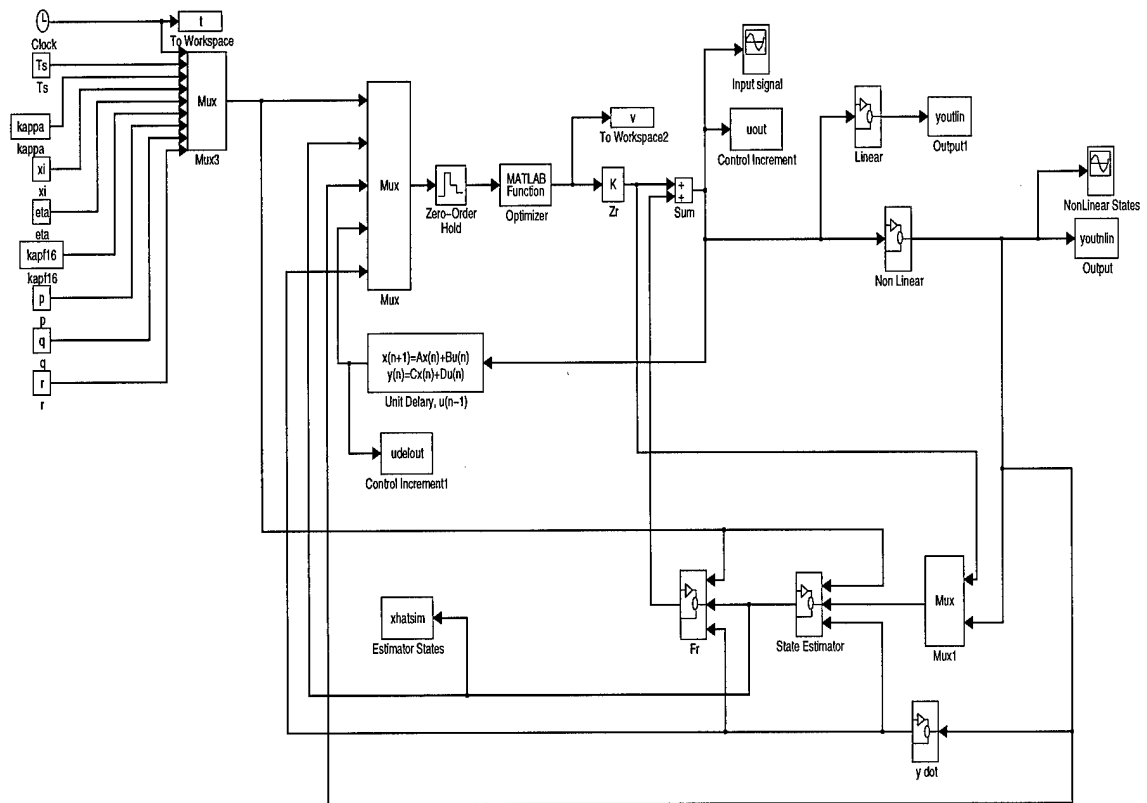 t
Clock
To Workspace
Ts
Ts
Mux
Mux3
kappa
kappa
xi
xi
eta
eta
kapf16
kapf16
p
p
q
q
r
r
Mux
Mux
Zero-Order
Hold
MATLAB
Function
Optimizer
v
To Workspace2
K
Zr
+
+
Sum
Input signal
uout
Control Increment
Linear
youtlin
Output1
NonLinear States
Non Linear
youtnlin
Output
x(n+1)=Ax(n)+Bu(n)
y(n)=Cx(n)+Du(n)
Unit Delary, u(n-1)
udelout
Control Increment1
xhatsim
Estimator States
Fr
State Estimator
Mux
Mux1
y dot